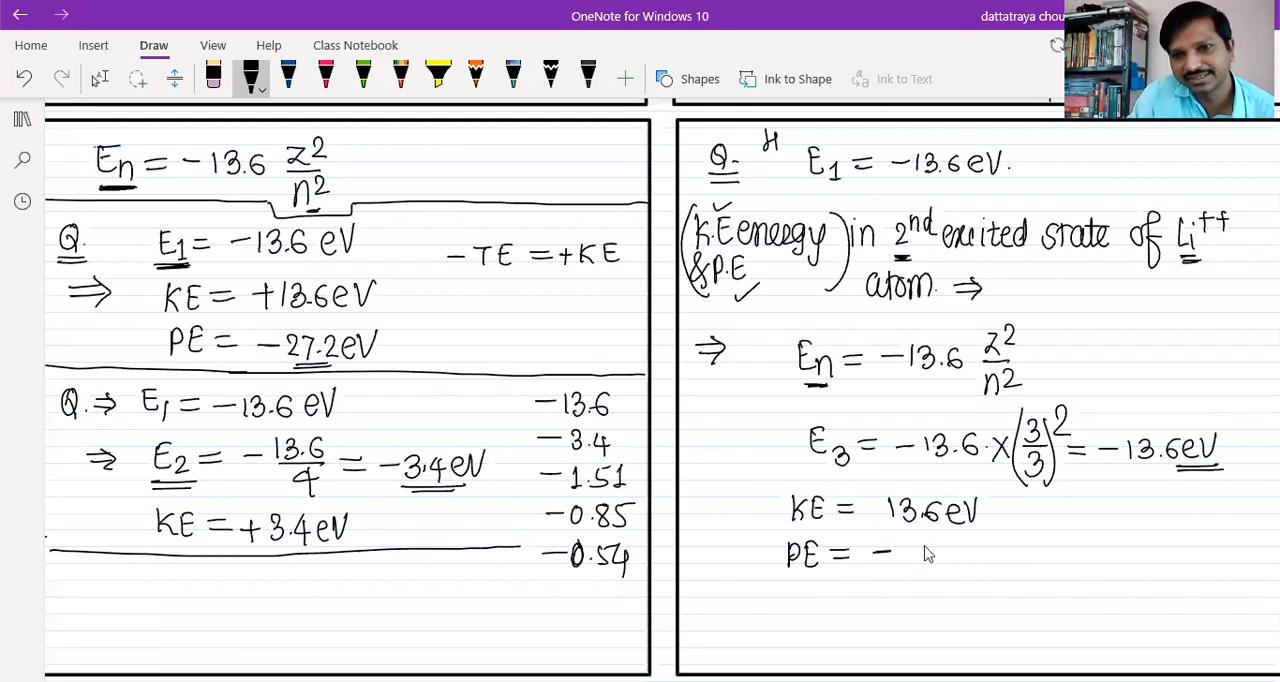 OneNote for Windows 10
dattatraya chou
Home Insert Draw View Help Class Notebook
Shapes Ink to Shape Ink to Text
En = -13.6 z²/n²
Q. E1 = -13.6 eV
-TE = +KE
⇒ KE = +13.6eV
PE = -27.2eV
Q. ⇒ E1 = -13.6 eV
⇒ E2 = -13.6/4 = -3.4eV
KE = +3.4eV
-13.6
-3.4
-1.51
-0.85
-0.54
Q. H E1 = -13.6 eV.
(K.E energy & P.E) in 2nd excited state of Li++
atom. ⇒
⇒ En = -13.6 z²/n²
E3 = -13.6 × (3/3)² = -13.6 eV
KE = 13.6eV
PE = -